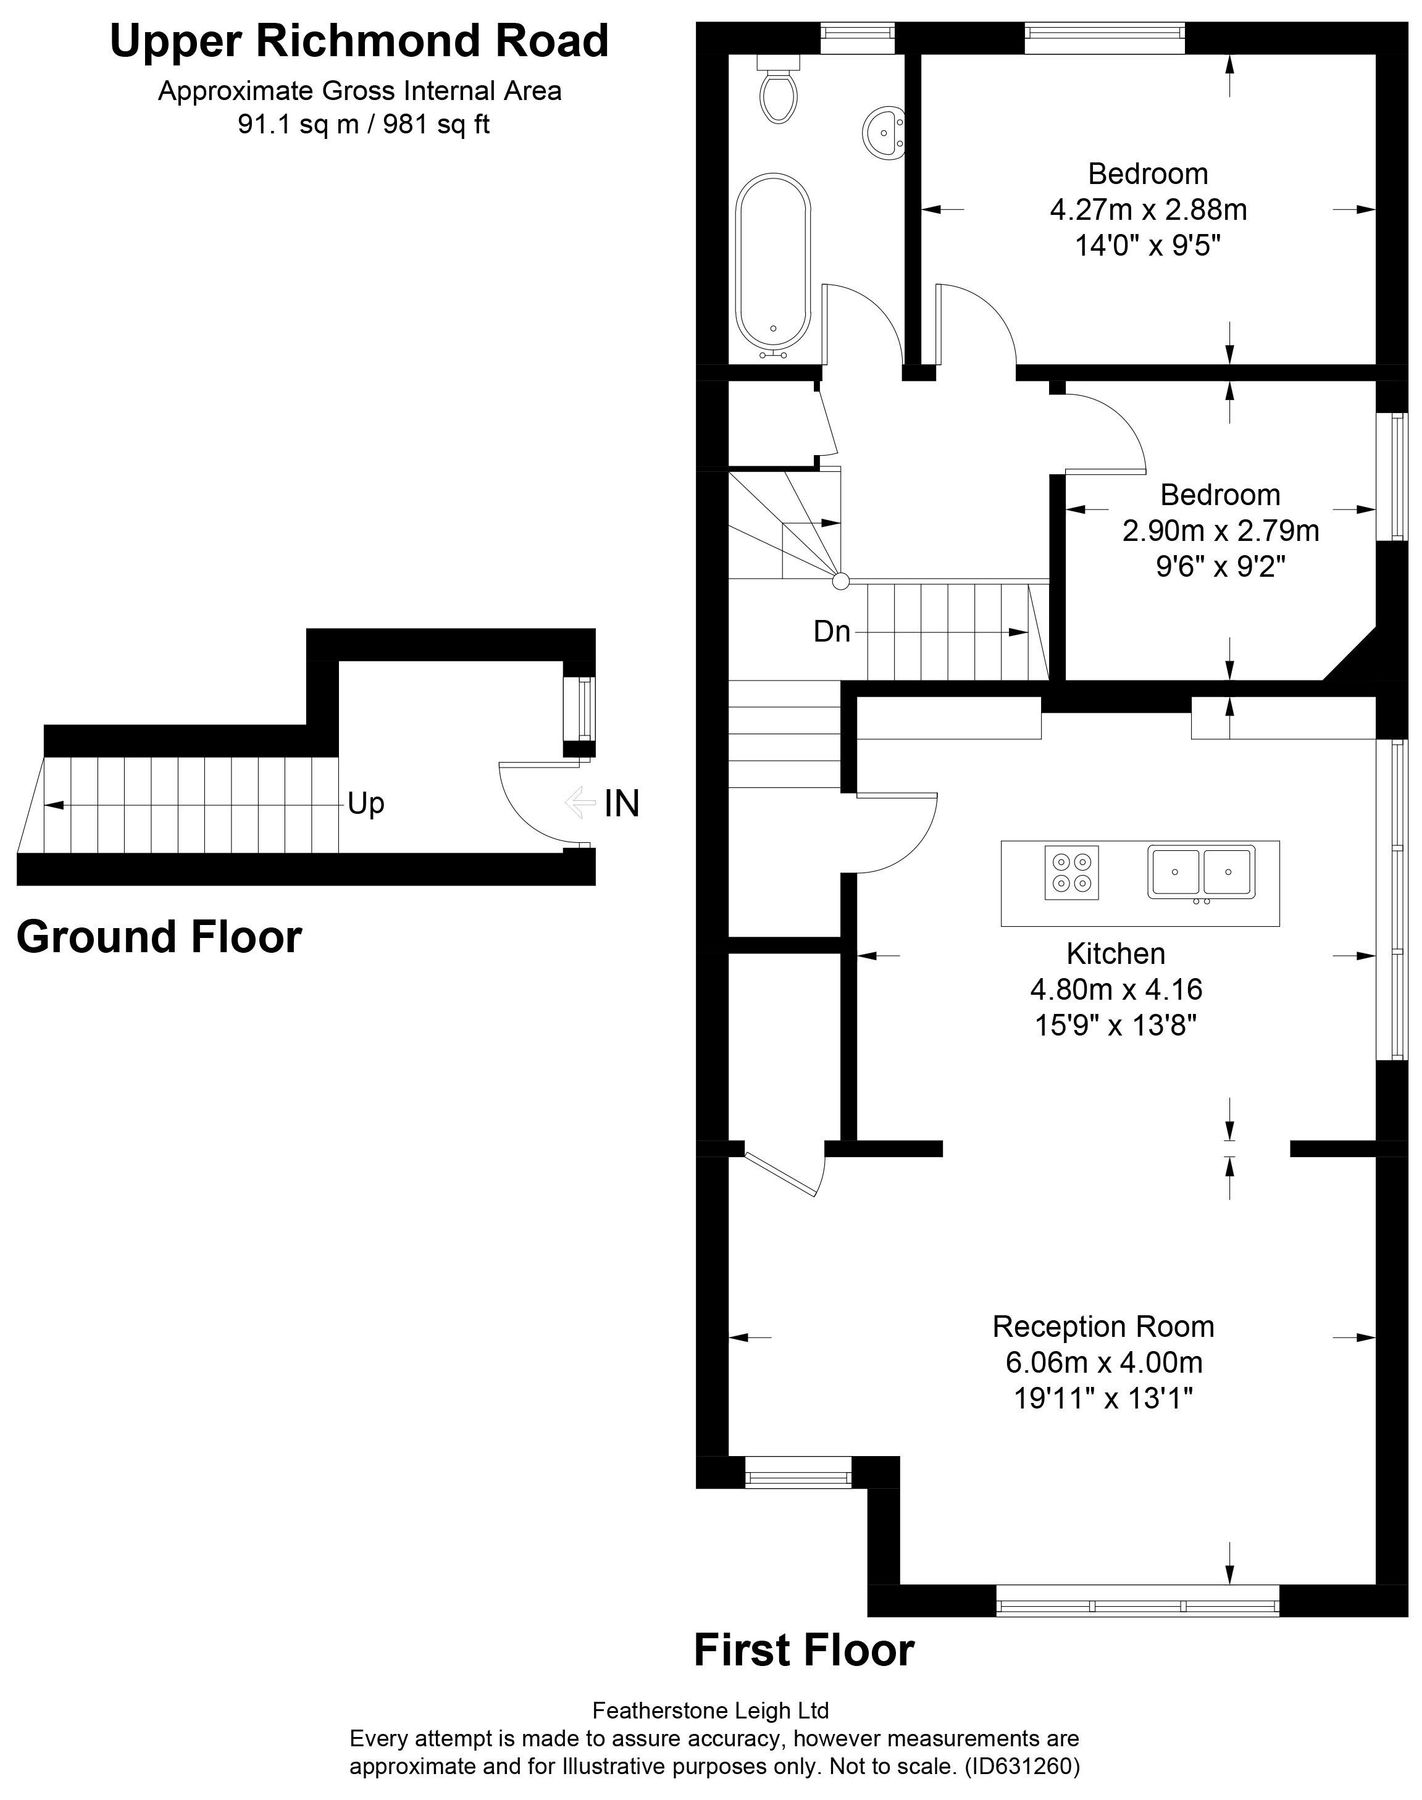 Upper Richmond Road
Approximate Gross Internal Area
91.1 sq m / 981 sq ft
Bedroom
4.27m x 2.88m
14'0" x 9'5"
Bedroom
2.90m x 2.79m
9'6" x 9'2"
Dn
Up
IN
Ground Floor
Kitchen
4.80m x 4.16
15'9" x 13'8"
Reception Room
6.06m x 4.00m
19'11" x 13'1"
First Floor
Featherstone Leigh Ltd
Every attempt is made to assure accuracy, however measurements are
approximate and for Illustrative purposes only. Not to scale. (ID631260)